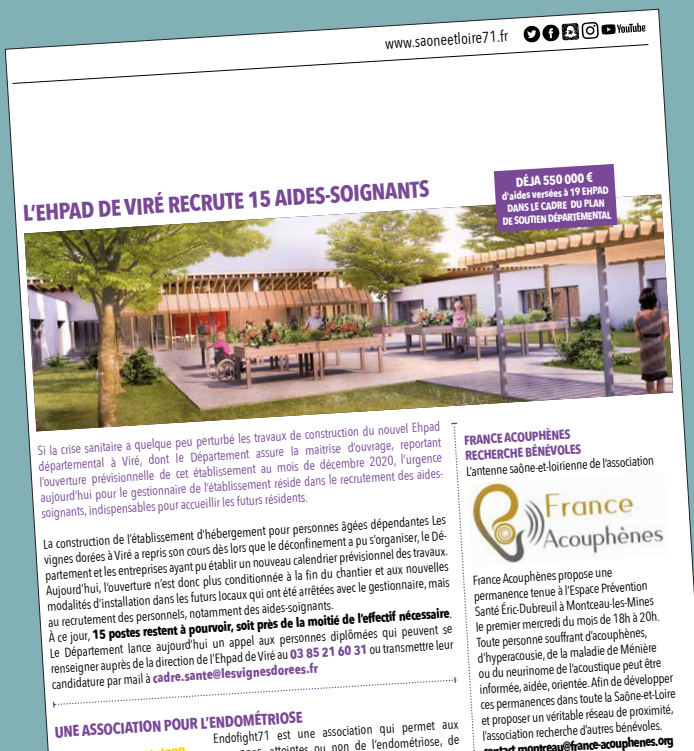 www.saoneetloire71.fr
YouTube
L'EHPAD DE VIRÉ RECRUTE 15 AIDES-SOIGNANTS
DÉJA 550 000 €
d'aides versées à 19 EHPAD
DANS LE CADRE DU PLAN
DE SOUTIEN DÉPARTEMENTAL
Si la crise sanitaire a quelque peu perturbé les travaux de construction du nouvel Ehpad
départemental à Viré, dont le Département assure la maitrise d'ouvrage, reportant
l'ouverture prévisionnelle de cet établissement au mois de décembre 2020, l'urgence
aujourd'hui pour le gestionnaire de l'établissement réside dans le recrutement des aides-
soignants, indispensables pour accueillir les futurs résidents.
La construction de l'établissement d'hébergement pour personnes âgées dépendantes Les
vignes dorées à Viré a repris son cours dès lors que le déconfinement a pu s'organiser, le Dé-
partement et les entreprises ayant pu établir un nouveau calendrier prévisionnel des travaux.
Aujourd'hui, l'ouverture n'est donc plus conditionnée à la fin du chantier et aux nouvelles
modalités d'installation dans les futurs locaux qui ont été arrêtées avec le gestionnaire, mais
au recrutement des personnels, notamment des aides-soignants.
À ce jour, 15 postes restent à pourvoir, soit près de la moitié de l'effectif nécessaire.
Le Département lance aujourd'hui un appel aux personnes diplômées qui peuvent se
renseigner auprès de la direction de l'Ehpad de Viré au 03 85 21 60 31 ou transmettre leur
candidature par mail à cadre.sante@lesvignesdorees.fr
UNE ASSOCIATION POUR L'ENDOMÉTRIOSE
Endofight71 est une association qui permet aux
atteintes ou non de l'endométriose, de
FRANCE ACOUPHÈNES
RECHERCHE BÉNÉVOLES
L'antenne saône-et-loirienne de l'association
France
Acouphènes
France Acouphènes propose une
permanence tenue à l'Espace Prévention
Santé Éric-Dubreuil à Montceau-les-Mines
le premier mercredi du mois de 18h à 20h.
Toute personne souffrant d'acouphènes,
d'hyperacousie, de la maladie de Ménière
ou du neurinome de l'acoustique peut être
informée, aidée, orientée. Afin de développer
ces permanences dans toute la Saône-et-Loire
et proposer un véritable réseau de proximité,
l'association recherche d'autres bénévoles.
contact.montreau@france-acouphenes.org